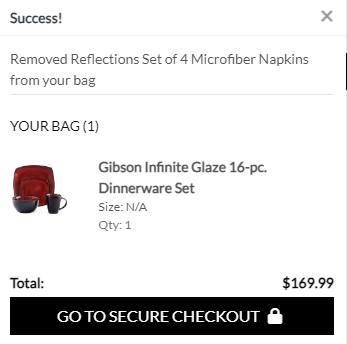 Success!
Removed Reflections Set of 4 Microfiber Napkins
from your bag
YOUR BAG (1)
Gibson Infinite Glaze 16-pc.
Dinnerware Set
Size: N/A
Qty: 1
Total: $169.99
GO TO SECURE CHECKOUT